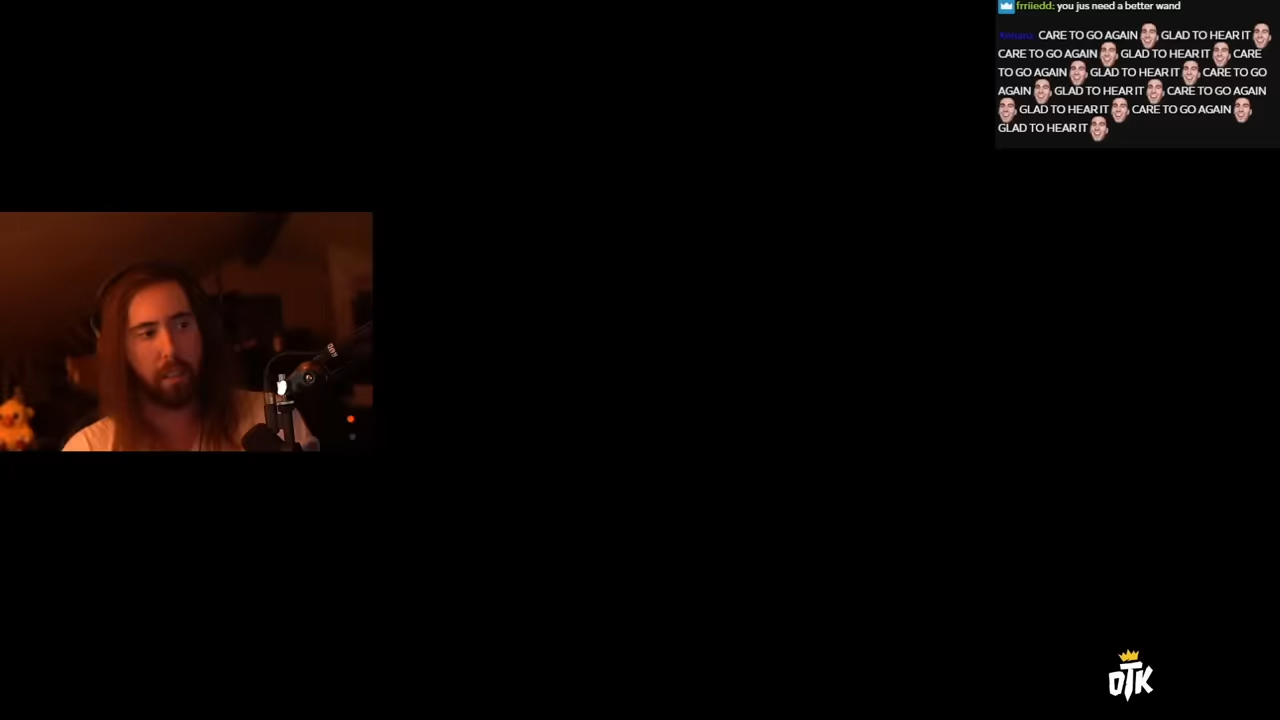 frriiedd: you jus need a better wand
CARE TO GO AGAIN GLAD TO HEAR IT
CARE TO GO AGAIN GLAD TO HEAR IT CARE
TO GO AGAIN GLAD TO HEAR IT CARE TO GO
AGAIN GLAD TO HEAR IT CARE TO GO AGAIN
GLAD TO HEAR IT CARE TO GO AGAIN
GLAD TO HEAR IT
OTK